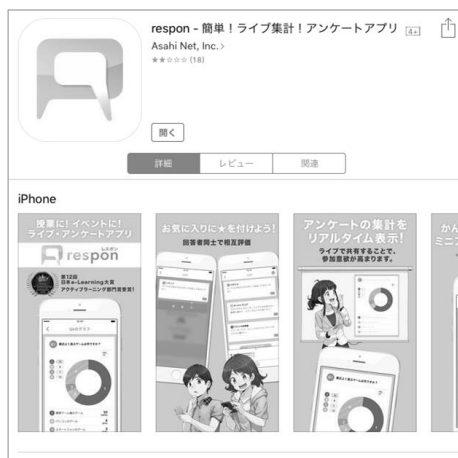 respon - 簡単！ライブ集計！アンケートアプリ 4+
Asahi Net, Inc.>
★★☆☆☆ (18)
開く
詳細 レビュー 関連
iPhone
授業に！イベントに！
ライブ・アンケートアプリ
レスポン
respon
第12回
日本e-Learning大賞
アクティブラーニング部門賞受賞！
お気に入りに★を付けよう！
回答者同士で相互評価
アンケートの集計を
リアルタイム表示！
ライブで共有することで、
参加意欲が高まります。
かん
ミニア